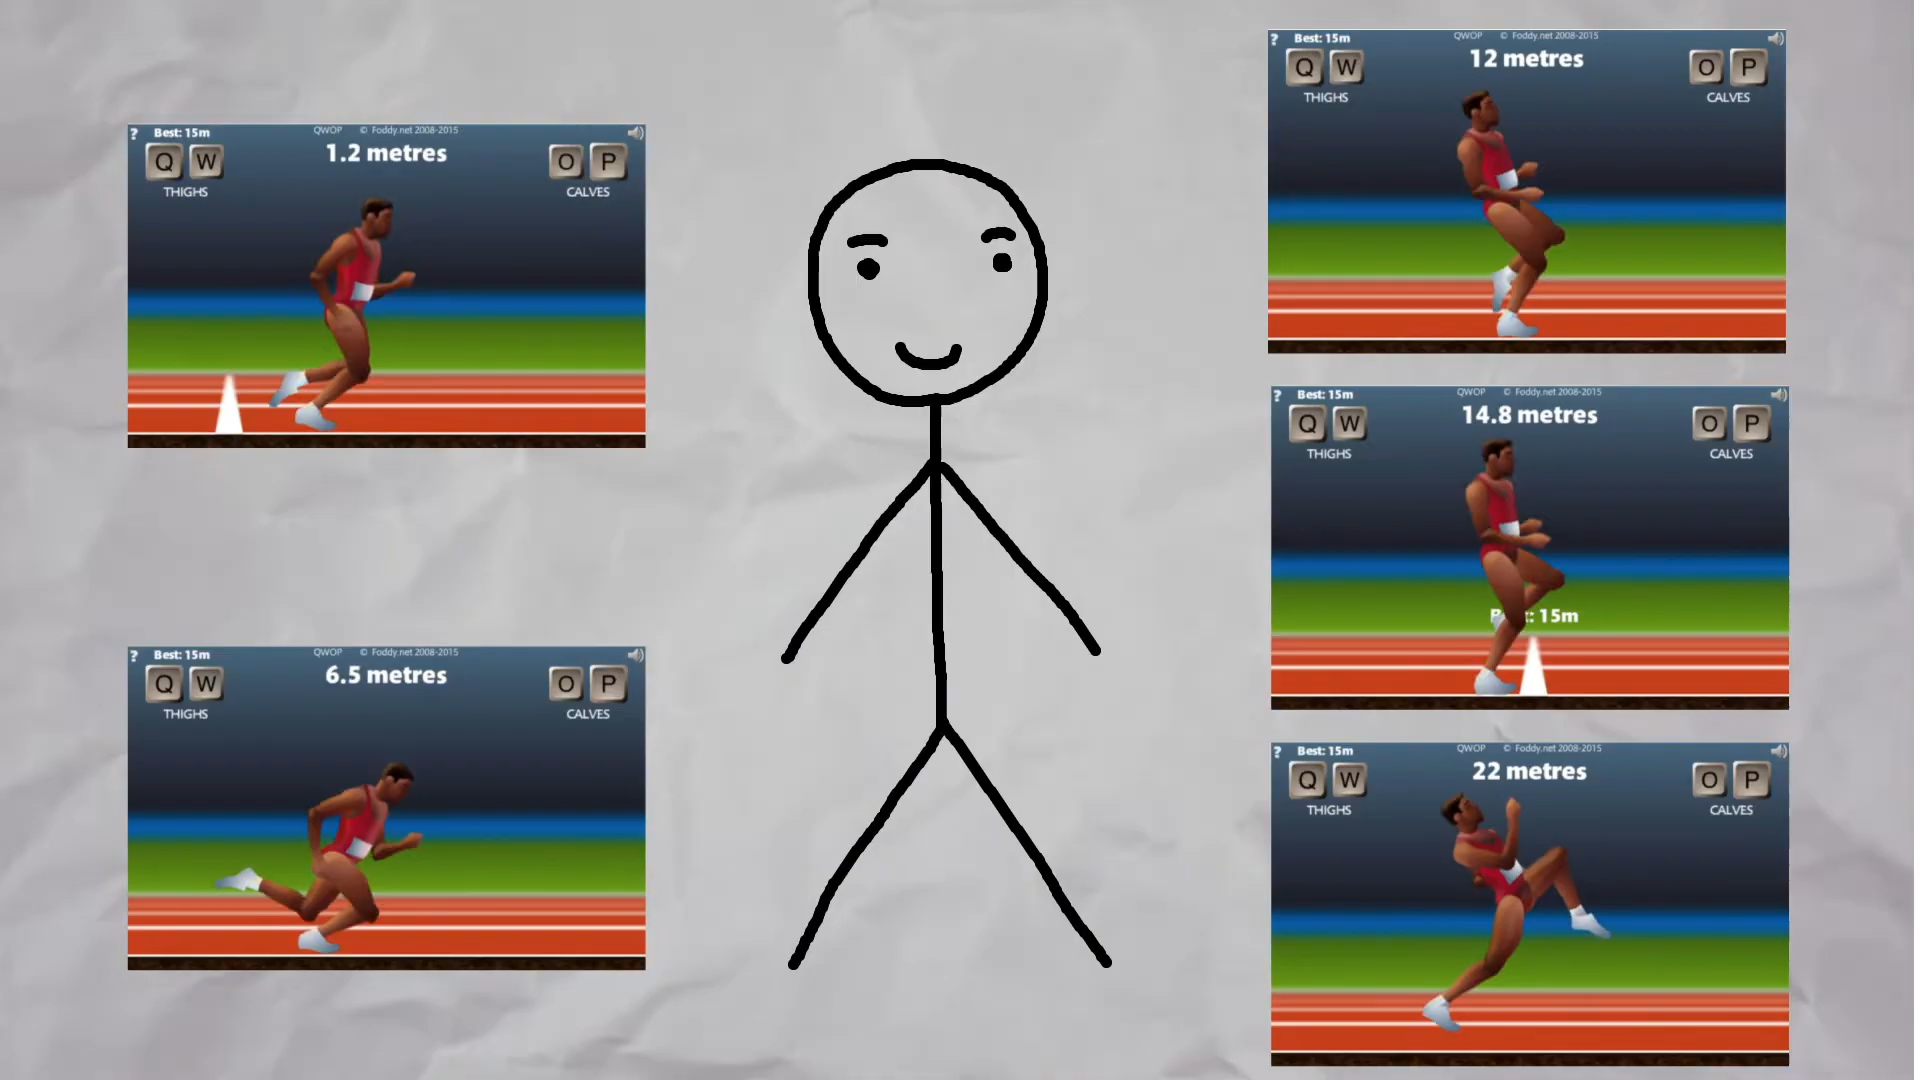 ? Best: 15m QWOP © Foddy.net 2008-2015
1.2 metres
Q W O P
THIGHS CALVES
? Best: 15m QWOP © Foddy.net 2008-2015
6.5 metres
Q W O P
THIGHS CALVES
? Best: 15m QWOP © Foddy.net 2008-2015
12 metres
Q W O P
THIGHS CALVES
? Best: 15m QWOP © Foddy.net 2008-2015
14.8 metres
Q W O P
THIGHS CALVES
15m
? Best: 15m QWOP © Foddy.net 2008-2015
22 metres
Q W O P
THIGHS CALVES